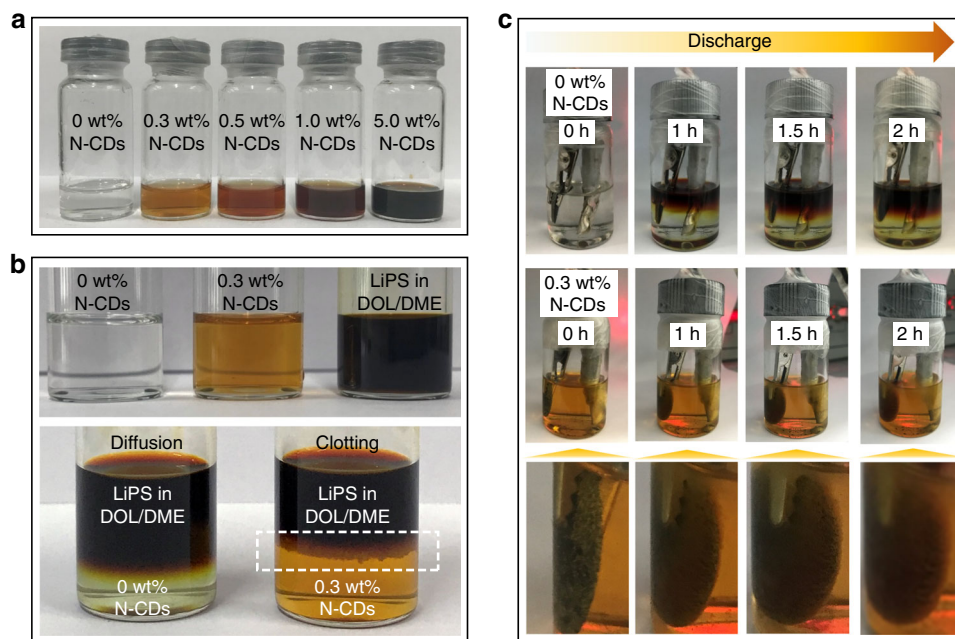 a
0 wt%
N-CDs
0.3 wt%
N-CDs
0.5 wt%
N-CDs
1.0 wt%
N-CDs
5.0 wt%
N-CDs
b
0 wt%
N-CDs
0.3 wt%
N-CDs
LiPS in
DOL/DME
Diffusion
LiPS in
DOL/DME
0 wt%
N-CDs
Clotting
LiPS in
DOL/DME
0.3 wt%
N-CDs
c
Discharge
0 wt%
N-CDs
0 h
1 h
1.5 h
2 h
0.3 wt%
N-CDs
0 h
1 h
1.5 h
2 h